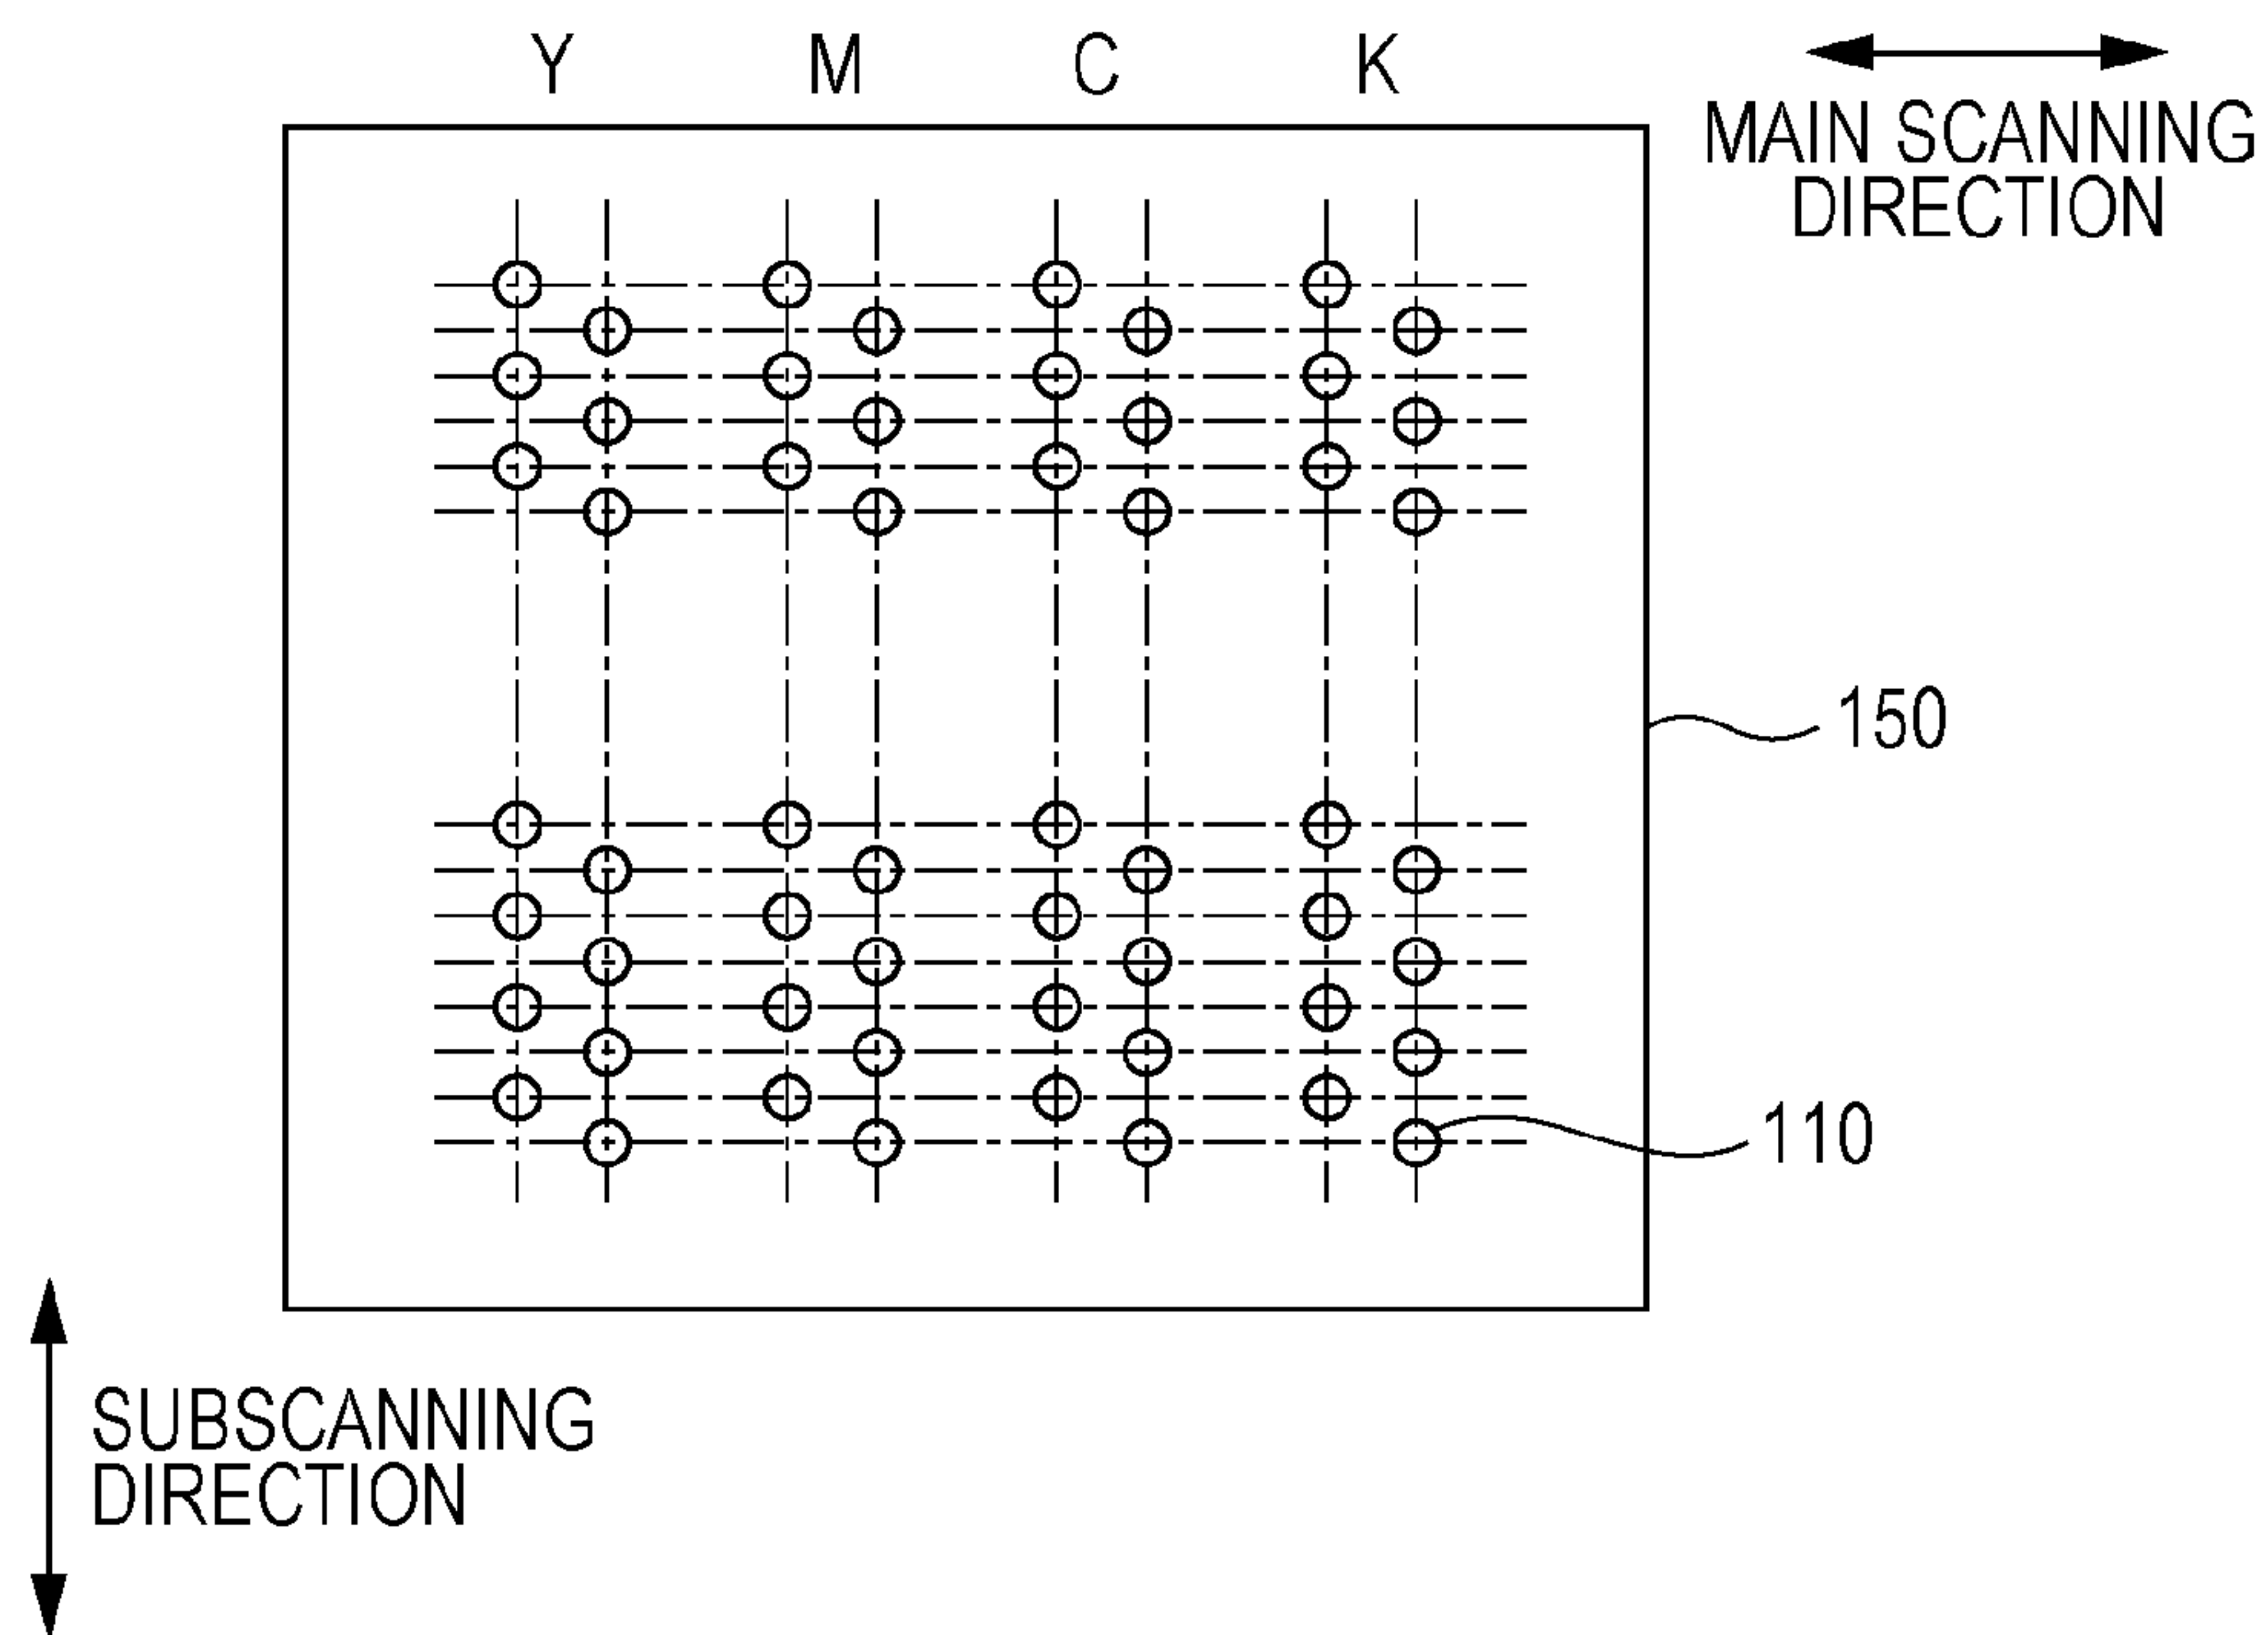 Y M C K
MAIN SCANNING
DIRECTION
150
110
SUBSCANNING
DIRECTION